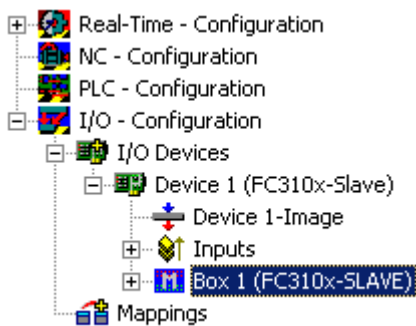 Real-Time - Configuration
NC - Configuration
PLC - Configuration
I/O - Configuration
I/O Devices
Device 1 (FC310x-Slave)
Device 1-Image
Inputs
Box 1 (FC310x-SLAVE)
Mappings